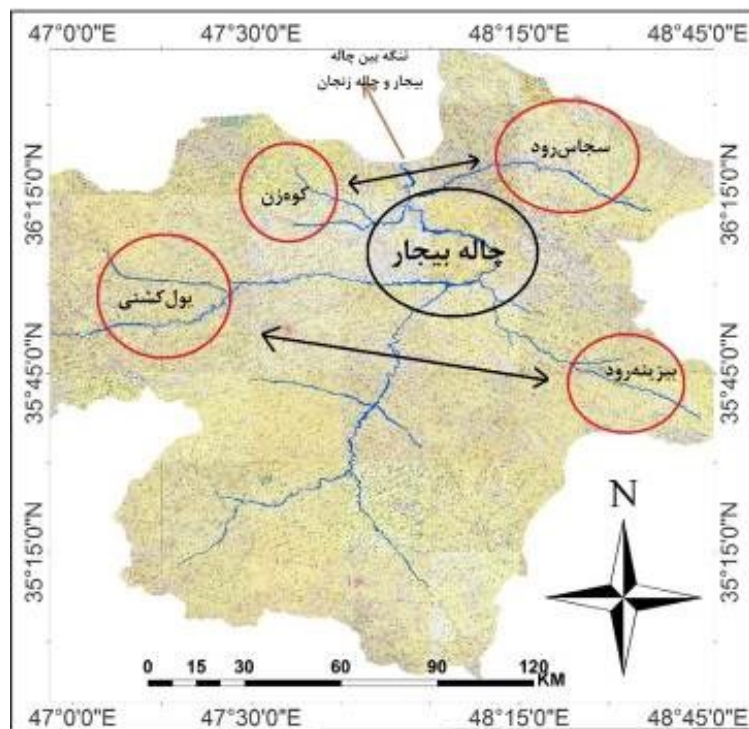 47°0'0"E 47°30'0"E 48°15'0"E 48°45'0"E
تنگه بین چاله
بیجار و چاله زنجان
سجاس‌رود
کوه‌زن
چاله بیجار
یول‌کشتی
بیزینه‌رود
36°15'0"N
35°45'0"N
35°15'0"N
36°15'0"N
35°45'0"N
35°15'0"N
N
0 15 30 60 90 120
KM
47°0'0"E 47°30'0"E 48°15'0"E 48°45'0"E